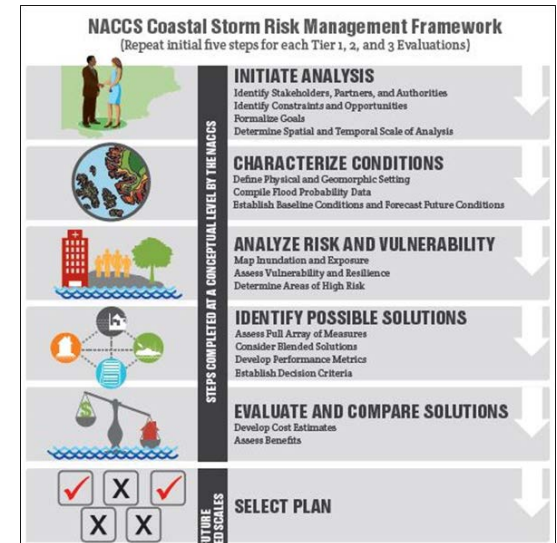 NACCS Coastal Storm Risk Management Framework
(Repeat initial five steps for each Tier 1, 2, and 3 Evaluations)
STEPS COMPLETED AT A CONCEPTUAL LEVEL BY THE NACCS
INITIATE ANALYSIS
Identify Stakeholders, Partners, and Authorities
Identify Constraints and Opportunities
Formalize Goals
Determine Spatial and Temporal Scale of Analysis
CHARACTERIZE CONDITIONS
Define Physical and Geomorphic Setting
Compile Flood Probability Data
Establish Baseline Conditions and Forecast Future Conditions
ANALYZE RISK AND VULNERABILITY
Map Inundation and Exposure
Assess Vulnerability and Resilience
Determine Areas of High Risk
IDENTIFY POSSIBLE SOLUTIONS
Assess Full Array of Measures
Consider Blended Solutions
Develop Performance Metrics
Establish Decision Criteria
$
EVALUATE AND COMPARE SOLUTIONS
Develop Cost Estimates
Assess Benefits
X
X X
SELECT PLAN
UTURE
ED SCALES